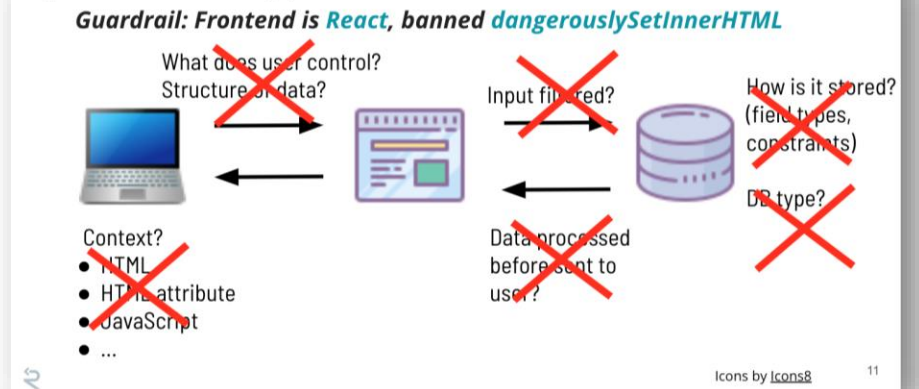 Guardrail: Frontend is React, banned dangerouslySetInnerHTML
What does user control?
Structure of data?
Input filtered?
How is it stored?
(field types,
constraints)
DB type?
Context?
● HTML
● HTML attribute
● JavaScript
● ...
Data processed
before sent to
user?
Icons by Icons8
11